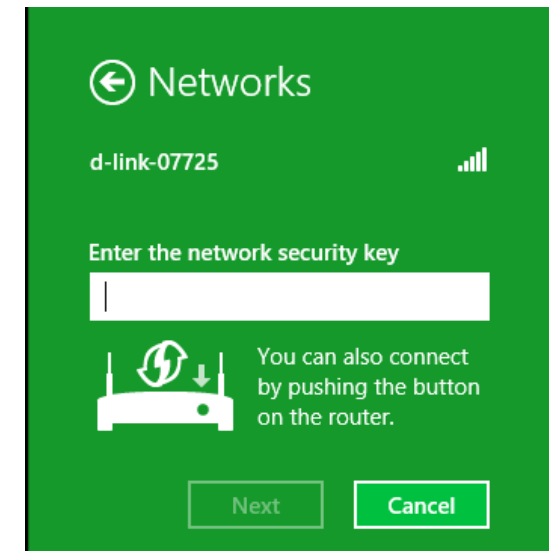 Networks
d-link-07725
Enter the network security key
You can also connect
by pushing the button
on the router.
Next
Cancel